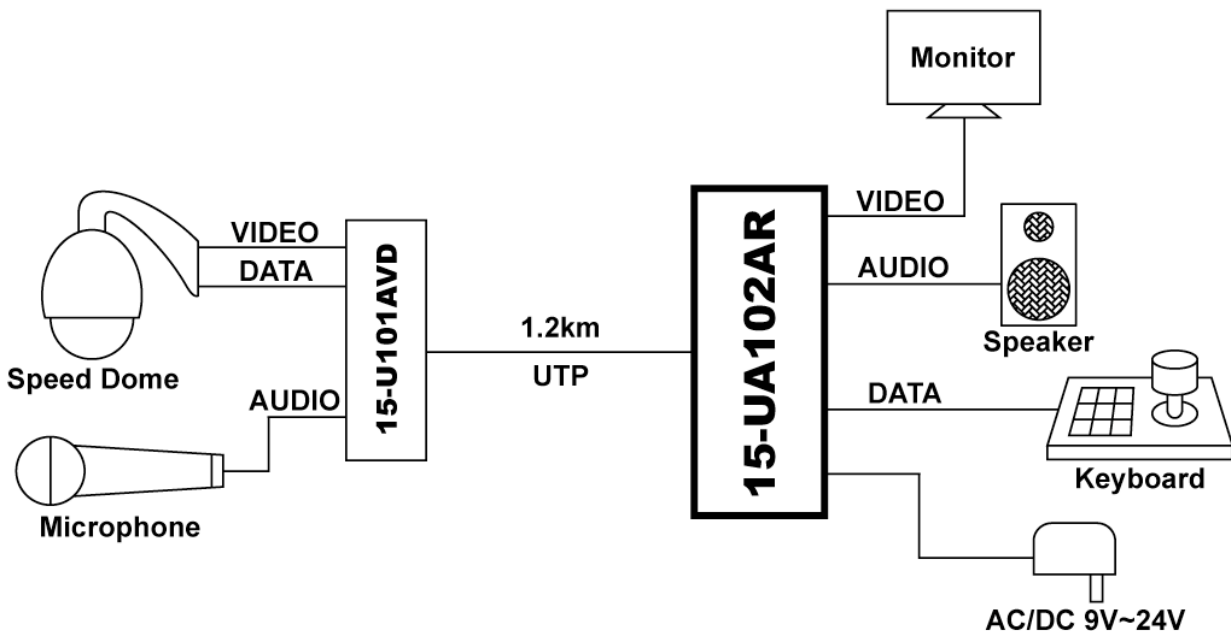 Monitor
VIDEO
AUDIO
Speaker
DATA
Keyboard
AC/DC 9V~24V
15-UA102AR
1.2km
UTP
15-U101AVD
VIDEO
DATA
Speed Dome
AUDIO
Microphone